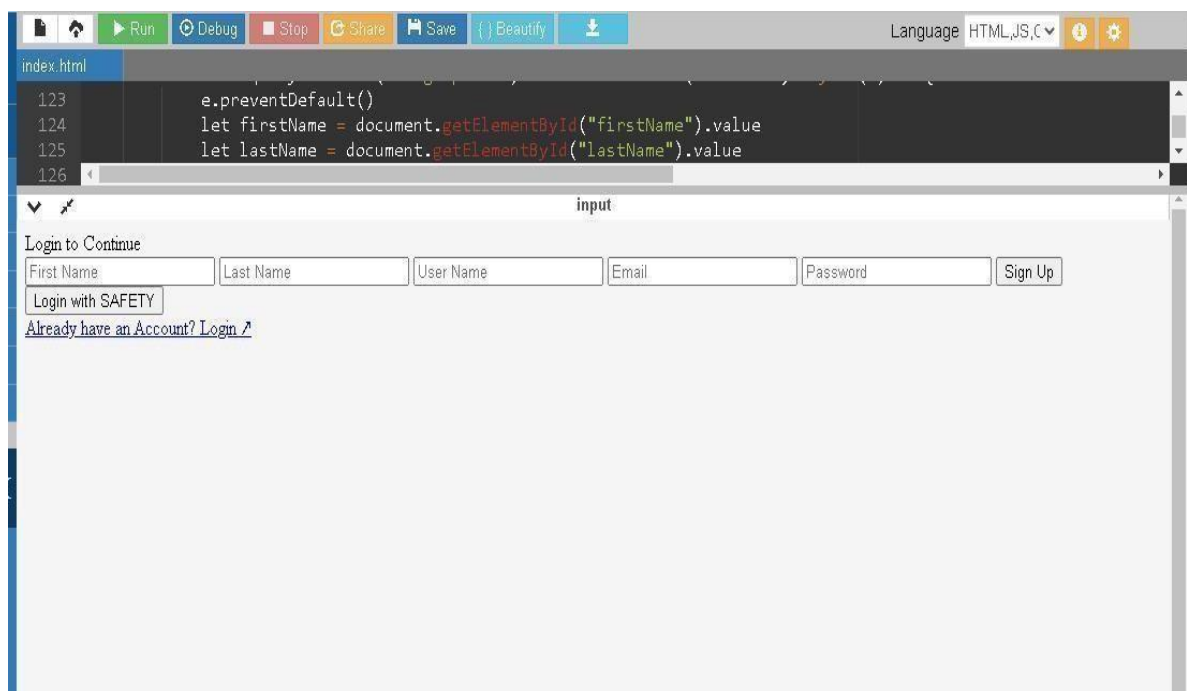 Run Debug Stop Share Save { } Beautify Language HTML,JS,C
index.html
123 e.preventDefault()
124 let firstName = document.getElementById("firstName").value
125 let lastName = document.getElementById("lastName").value
126
input
Login to Continue
First Name Last Name User Name Email Password Sign Up
Login with SAFETY
Already have an Account? Login ↗